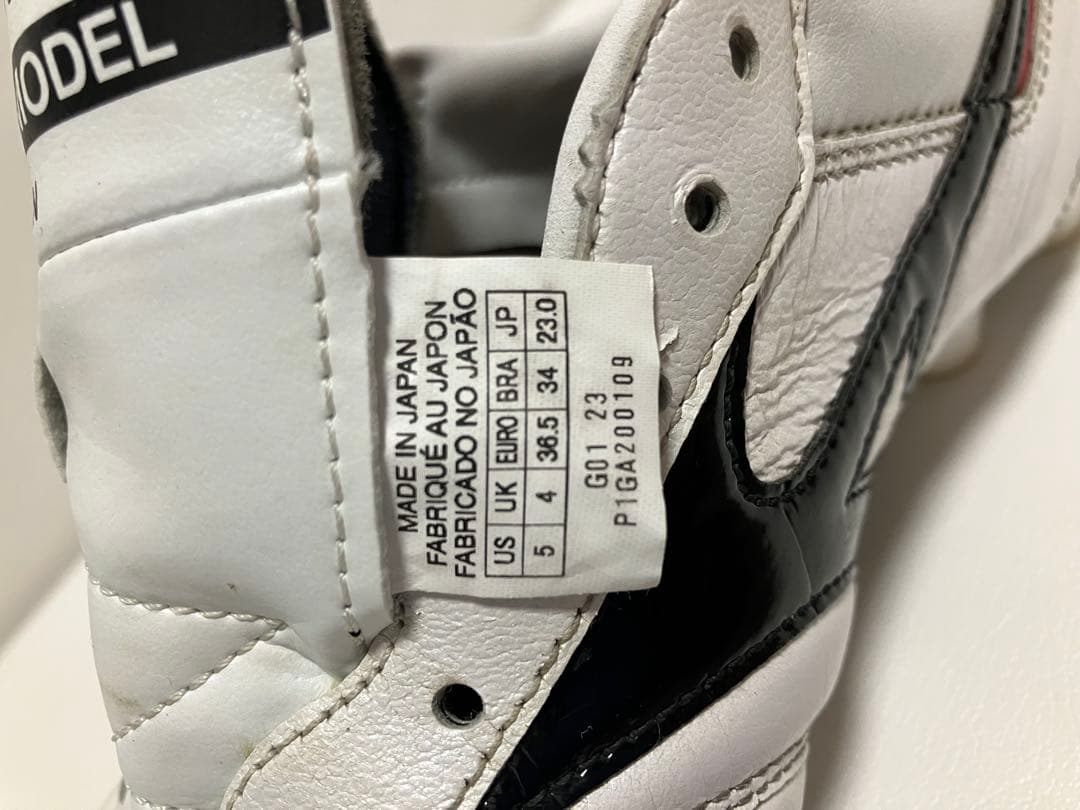 MODEL
MADE IN JAPAN
FABRIQUÉ AU JAPON
FABRICADO NO JAPÃO
US UK EURO BRA JP
5 4 36.5 34 23.0
G01 23
P1GA200109